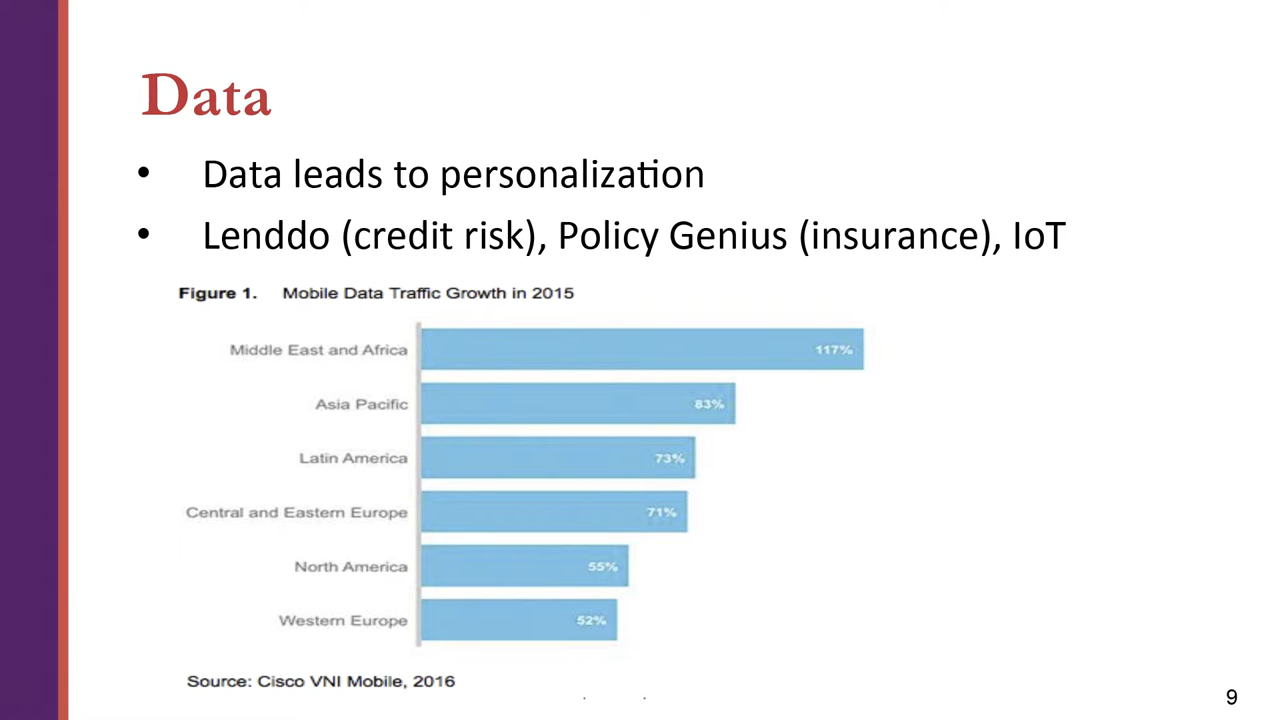 Data
• Data leads to personalization
• Lenddo (credit risk), Policy Genius (insurance), IoT
Figure 1. Mobile Data Traffic Growth in 2015
Middle East and Africa 117%
Asia Pacific 83%
Latin America 73%
Central and Eastern Europe 71%
North America 55%
Western Europe 52%
Source: Cisco VNI Mobile, 2016
9